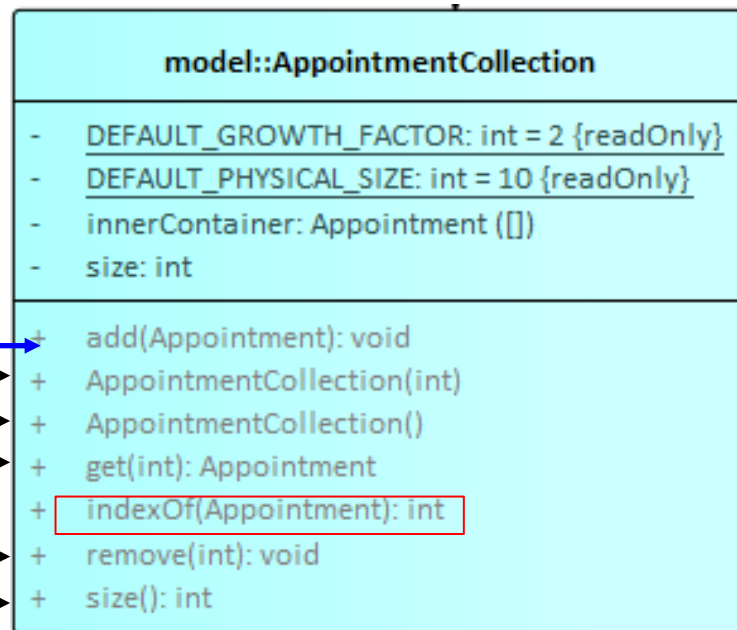 model::AppointmentCollection
- DEFAULT_GROWTH_FACTOR: int = 2 {readOnly}
- DEFAULT_PHYSICAL_SIZE: int = 10 {readOnly}
- innerContainer: Appointment ([])
- size: int
+ add(Appointment): void
+ AppointmentCollection(int)
+ AppointmentCollection()
+ get(int): Appointment
+ indexOf(Appointment): int
+ remove(int): void
+ size(): int